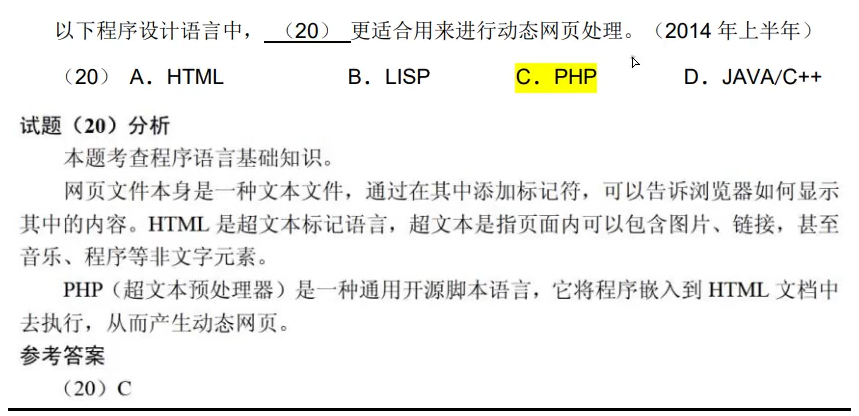 以下程序设计语言中，（20）更适合用来进行动态网页处理。（2014 年上半年）
（20） A．HTML B．LISP C．PHP D．JAVA/C++
试题（20）分析
本题考查程序语言基础知识。
网页文件本身是一种文本文件，通过在其中添加标记符，可以告诉浏览器如何显示
其中的内容。HTML 是超文本标记语言，超文本是指页面内可以包含图片、链接，甚至
音乐、程序等非文字元素。
PHP（超文本预处理器）是一种通用开源脚本语言，它将程序嵌入到 HTML 文档中
去执行，从而产生动态网页。
参考答案
（20）C